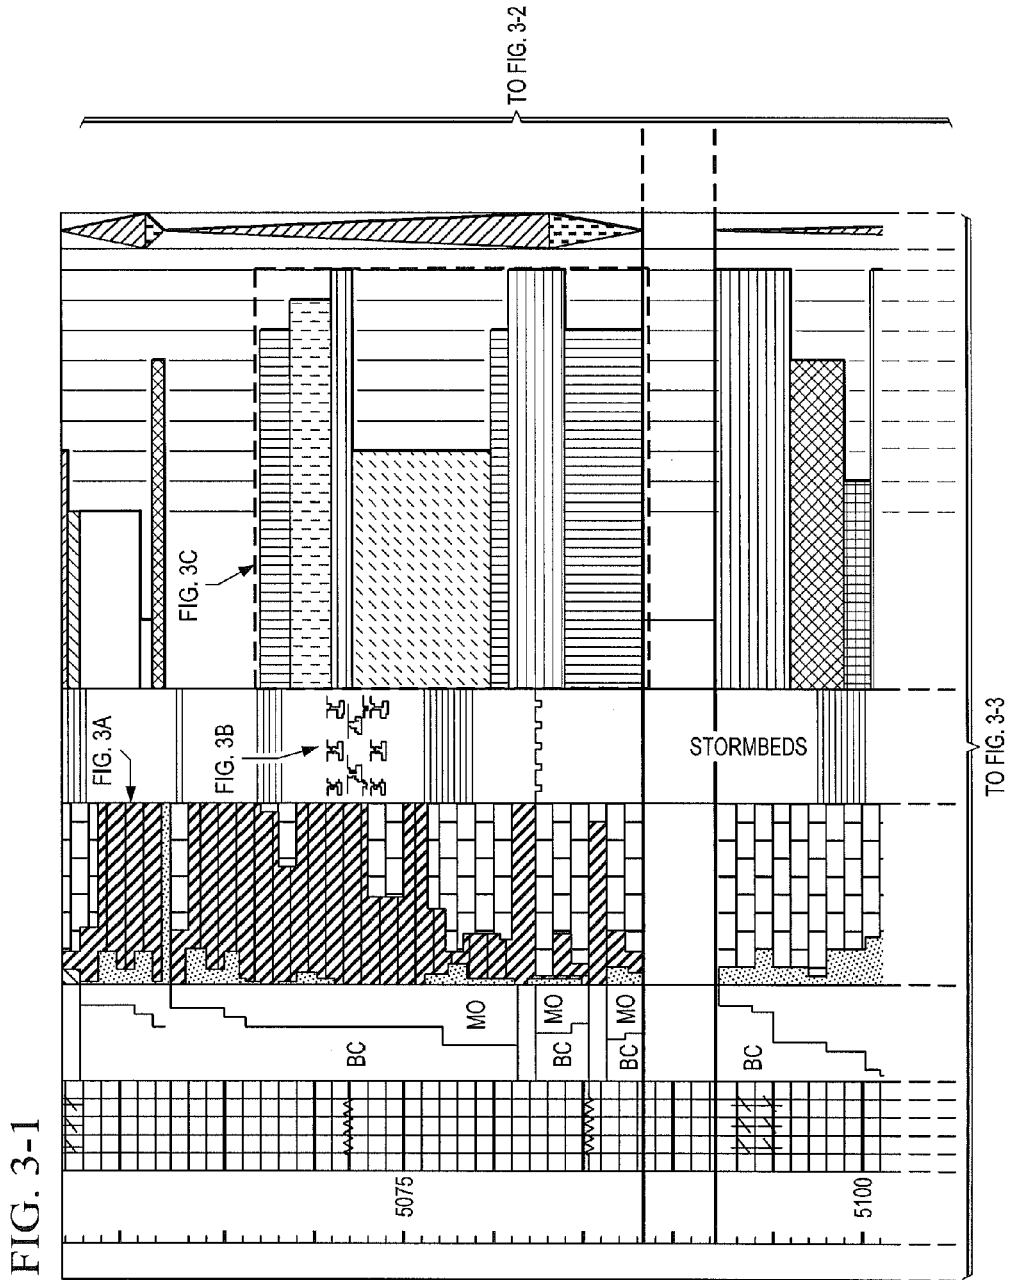 FIG. 3-1
TO FIG. 3-2
TO FIG. 3-3
FIG. 3A
FIG. 3B
FIG. 3C
STORMBEDS
BC
MO
BC
MO
BC
MO
BC
5075
5100